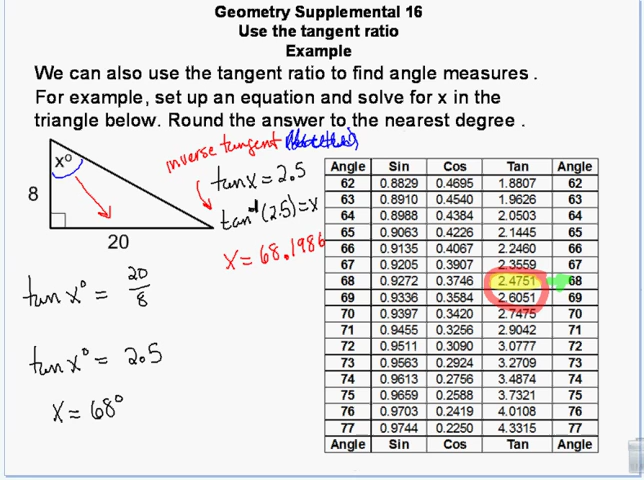 Geometry Supplemental 16
Use the tangent ratio
Example
We can also use the tangent ratio to find angle measures .
For example, set up an equation and solve for x in the
triangle below. Round the answer to the nearest degree .
inverse tangent
x°
8
20
tan x = 2.5
tan⁻¹(2.5) = x
x = 68.1986
tan x° = 20/8
tan x° = 2.5
x = 68°
Angle Sin Cos Tan Angle
62 0.8829 0.4695 1.8807 62
63 0.8910 0.4540 1.9626 63
64 0.8988 0.4384 2.0503 64
65 0.9063 0.4226 2.1445 65
66 0.9135 0.4067 2.2460 66
67 0.9205 0.3907 2.3559 67
68 0.9272 0.3746 2.4751 68
69 0.9336 0.3584 2.6051 69
70 0.9397 0.3420 2.7475 70
71 0.9455 0.3256 2.9042 71
72 0.9511 0.3090 3.0777 72
73 0.9563 0.2924 3.2709 73
74 0.9613 0.2756 3.4874 74
75 0.9659 0.2588 3.7321 75
76 0.9703 0.2419 4.0108 76
77 0.9744 0.2250 4.3315 77
Angle Sin Cos Tan Angle